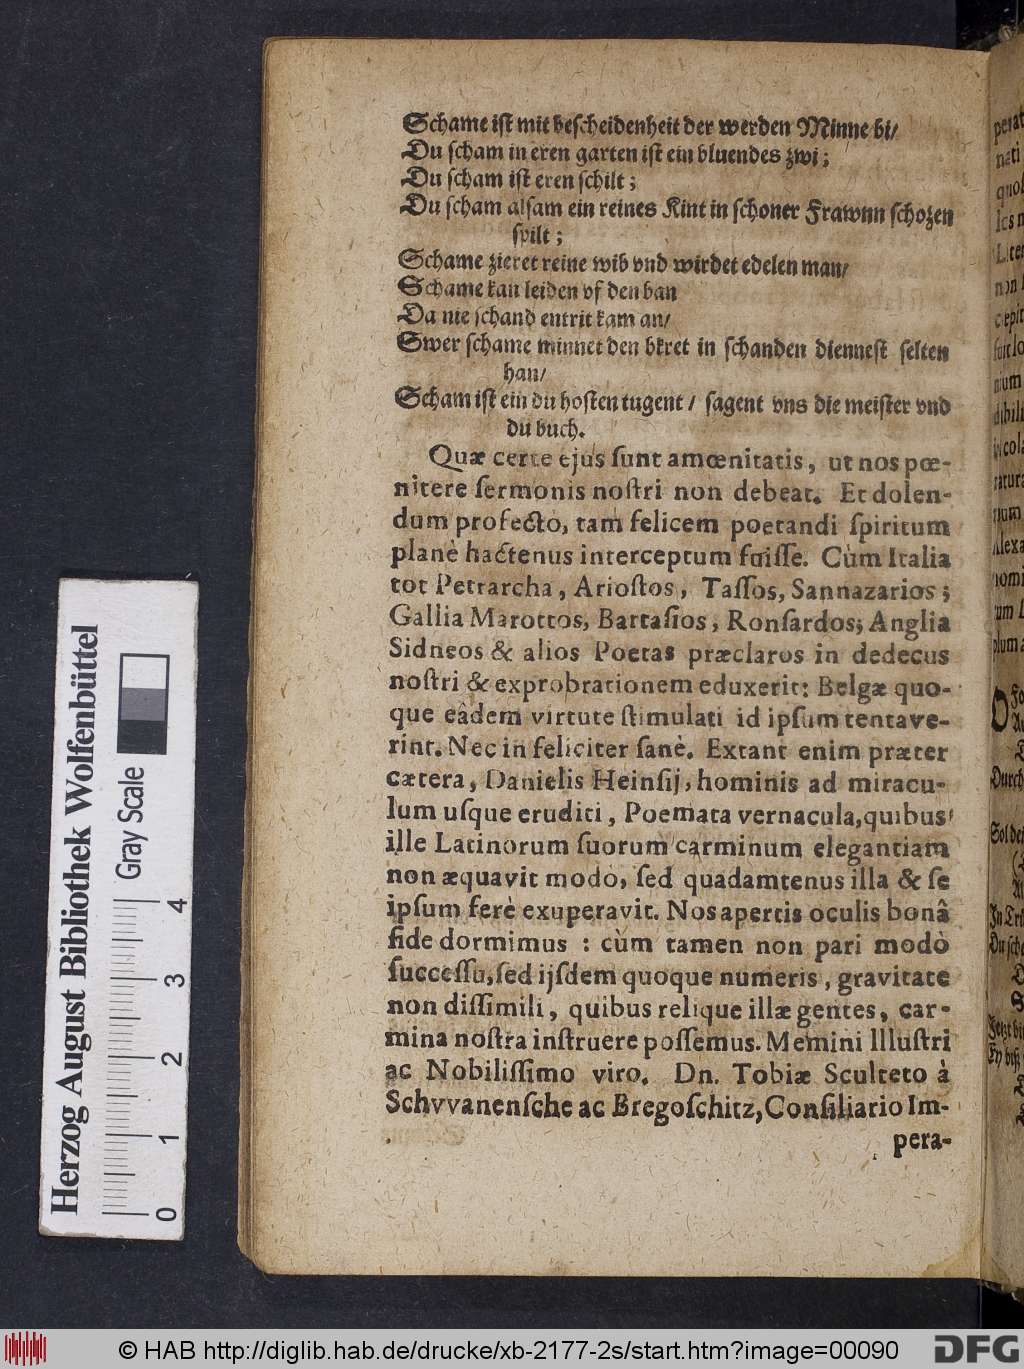 Schame ist mit bescheidenheit der werden Minne bi/
Du scham in eren garten ist ein bluendes zwi;
Du scham ist eren schilt;
Du scham alsam ein reines Kint in schoner Frawnn schozen
spilt;
Schame zieret reine wib vnd wirdet edelen man/
Schame kan leiden vf den ban
Da nie schand entrit kam an/
Swer schame minnet den bkret in schanden diennest selten
han/
Scham ist ein du hosten tugent/ sagent vns die meister vnd
du buch.
Quæ certe ejus ſunt amœnitatis, ut nos pœ-
nitere ſermonis noſtri non debeat. Et dolen-
dum profecto, tam felicem poetandi ſpiritum
planè hactenus interceptum fuiſſe. Cùm Italia
tot Petrarcha, Arioſtos, Taſſos, Sannazarios;
Gallia Marottos, Bartaſios, Ronſardos; Anglia
Sidneos & alios Poetas præclaros in dedecus
noſtri & exprobrationem eduxerit: Belgæ quo-
que eâdem virtute ſtimulati id ipſum tentave-
rint. Nec in feliciter ſanè. Extant enim præter
cætera, Danielis Heinſij, hominis ad miracu-
lum uſque eruditi, Poemata vernacula, quibus
ille Latinorum ſuorum carminum elegantiam
non æquavit modò, ſed quadamtenus illa & ſe
ipſum ferè exuperavit. Nos apertis oculis bonâ
fide dormimus : cùm tamen non pari modò
ſucceſſu, ſed ijſdem quoque numeris, gravitate
non diſſimili, quibus relique illæ gentes, car-
mina noſtra inſtruere poſſemus. Memini Illuſtri
ac Nobiliſſimo viro. Dn. Tobiæ Sculteto à
Schvvanenſche ac Bregoſchitz, Conſiliario Im-
pera-
Herzog August Bibliothek Wolfenbüttel
Gray Scale
0 1 2 3 4
© HAB http://diglib.hab.de/drucke/xb-2177-2s/start.htm?image=00090
DFG